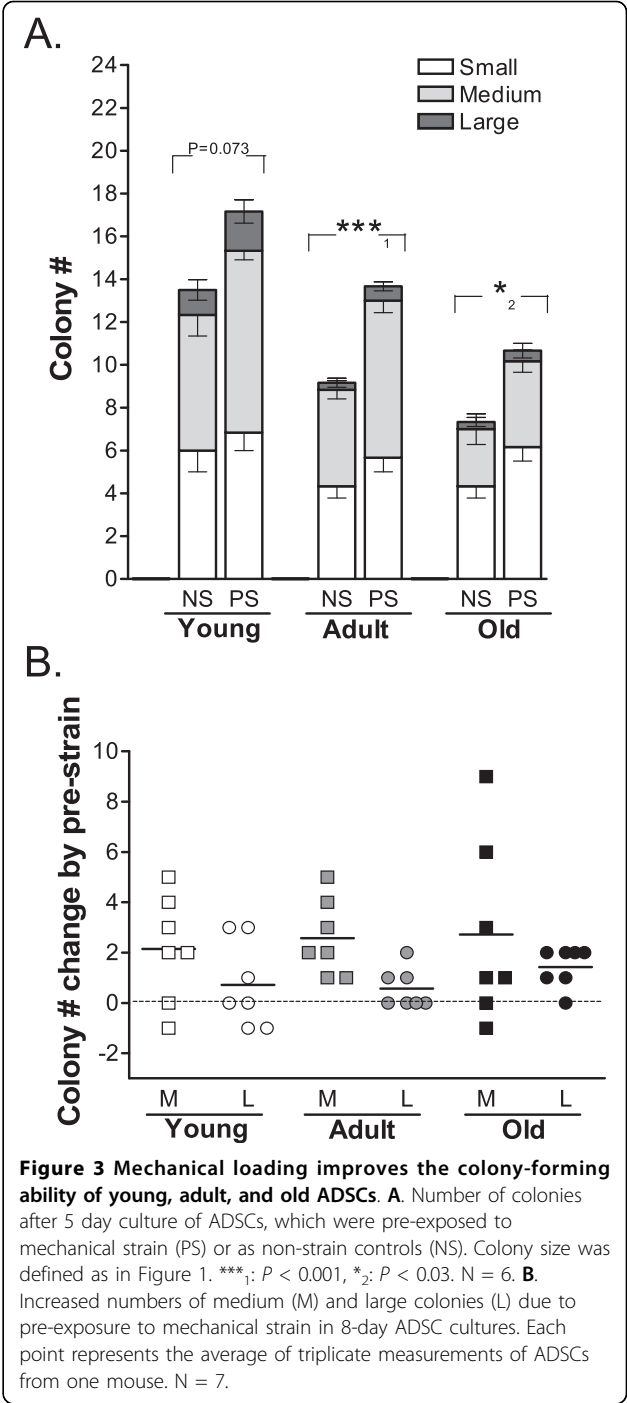 A.
24
22
20
18
16
14
12
10
8
6
4
2
0
Colony #
Small
Medium
Large
P=0.073
***1
*2
NS PS NS PS NS PS
Young Adult Old
B.
10
8
6
4
2
0
-2
Colony # change by pre-strain
M L M L M L
Young Adult Old
Figure 3 Mechanical loading improves the colony-forming
ability of young, adult, and old ADSCs. A. Number of colonies
after 5 day culture of ADSCs, which were pre-exposed to
mechanical strain (PS) or as non-strain controls (NS). Colony size was
defined as in Figure 1. ***1: P < 0.001, *2: P < 0.03. N = 6. B.
Increased numbers of medium (M) and large colonies (L) due to
pre-exposure to mechanical strain in 8-day ADSC cultures. Each
point represents the average of triplicate measurements of ADSCs
from one mouse. N = 7.